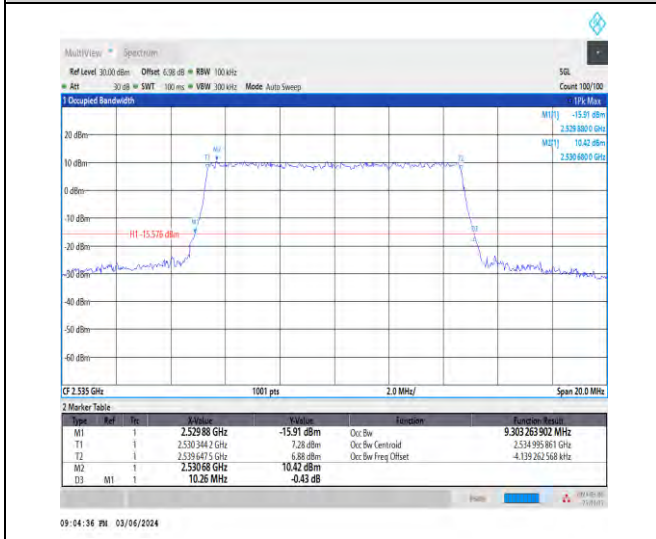 MultiView Spectrum
Ref Level 30.00 dBm Offset 6.98 dB RBW 100 kHz SGL
Att 30 dB SWT 100 ms VBW 300 kHz Mode Auto Sweep Count 100/100
1 Occupied Bandwidth 1Pk Max
M1[1] -15.91 dBm
2.529 880 0 GHz
M2[1] 10.42 dBm
2.530 680 0 GHz
20 dBm
10 dBm
0 dBm
-10 dBm
-20 dBm
-30 dBm
-40 dBm
-50 dBm
-60 dBm
H1 -15.576 dBm
T1
M2
T2
M1
D3
CF 2.535 GHz 1001 pts 2.0 MHz/ Span 20.0 MHz
2 Marker Table
Type Ref Trc X-Value Y-Value Function Function Result
M1 1 2.529 88 GHz -15.91 dBm Occ Bw 9.303 263 902 MHz
T1 1 2.530 344 2 GHz 7.28 dBm Occ Bw Centroid 2.534 995 861 GHz
T2 1 2.539 647 5 GHz 6.88 dBm Occ Bw Freq Offset -4.139 262 568 kHz
M2 1 2.530 68 GHz 10.42 dBm
D3 M1 1 10.26 MHz -0.43 dB
09:04:36 PM 03/06/2024